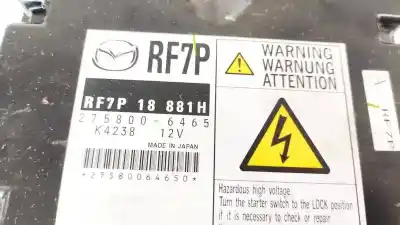 RF7P
RF7P 18 881H
275800-6465
K4238 12V
MADE IN JAPAN
*27580064650*
WARNING
WARNUNG
ATTENTION
Hazardous high voltage.
Turn the starter switch to the LOCK position
if it is necessary to check or repair
A RF7P